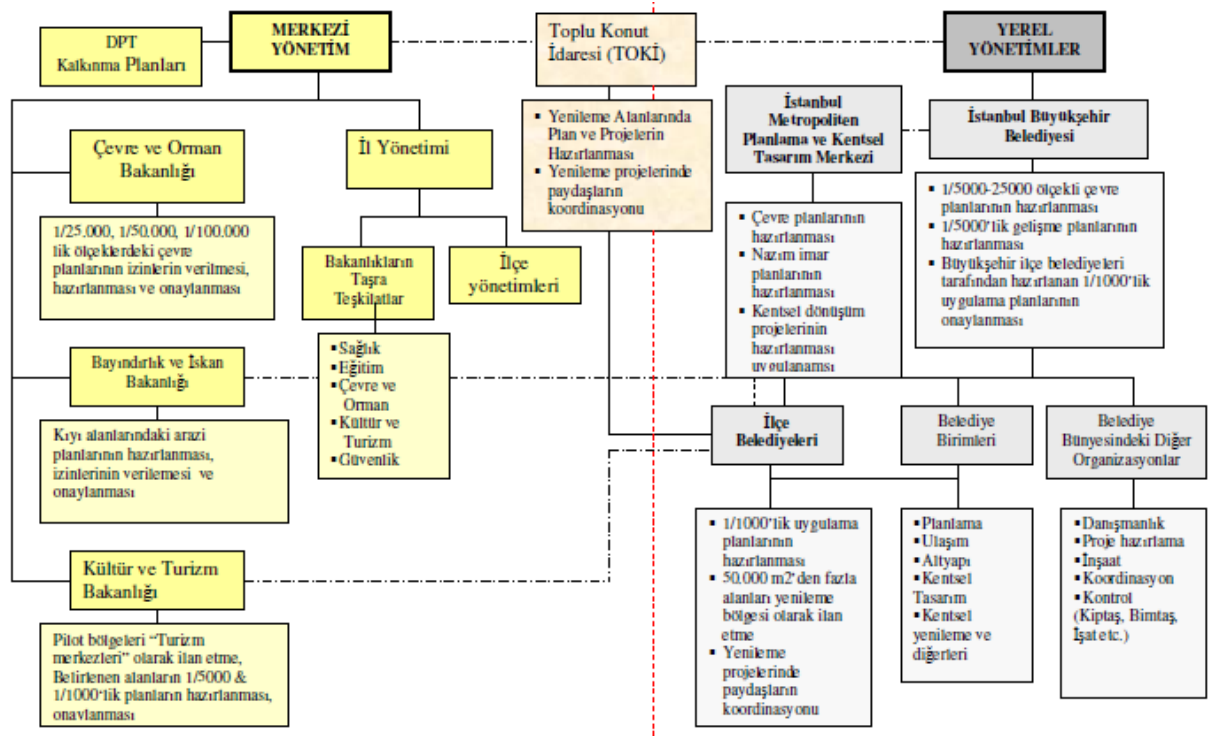 DPT
Kalkınma Planları
MERKEZİ
YÖNETİM
Toplu Konut
İdaresi (TOKİ)
YEREL
YÖNETİMLER
Çevre ve Orman
Bakanlığı
1/25.000, 1/50.000, 1/100.000
lik ölçeklerdeki çevre
planlarının izinlerin verilmesi,
hazırlanması ve onaylanması
İl Yönetimi
Bakanlıkların
Taşra
Teşkilatlar
İlçe
yönetimleri
▪Sağlık
▪Eğitim
▪Çevre ve
Orman
▪Kültür ve
Turizm
▪Güvenlik
Bayındırlık ve İskan
Bakanlığı
Kıyı alanlarındaki arazi
planlarının hazırlanması,
izinlerinin verilemesi ve
onaylanması
Kültür ve Turizm
Bakanlığı
Pilot bölgeleri “Turizm
merkezleri” olarak ilan etme,
Belirlenen alanların 1/5000 &
1/1000’lik planların hazırlanması,
onaylanması
▪ Yenileme Alanlarında
Plan ve Projelerin
Hazırlanması
▪ Yenileme projelerinde
paydaşların
koordinasyonu
İstanbul
Metropoliten
Planlama ve Kentsel
Tasarım Merkezi
▪ Çevre planlarının
hazırlanması
▪ Nazım imar
planlarının
hazırlanması
▪ Kentsel dönüşüm
projelerinin
hazırlanması
uygulanamsı
İstanbul Büyükşehir
Belediyesi
▪ 1/5000-25000 ölçekli çevre
planlarının hazırlanması
▪ 1/5000’lik gelişme planlarının
hazırlanması
▪ Büyükşehir ilçe belediyeleri
tarafından hazırlanan 1/1000’lik
uygulama planlarının
onaylanması
İlçe
Belediyeleri
▪ 1/1000’lik uygulama
planlarının
hazırlanması
▪ 50.000 m2’den fazla
alanları yenileme
bölgesi olarak ilan
etme
▪ Yenileme
projelerinde
paydaşların
koordinasyonu
Belediye
Birimleri
▪Planlama
▪Ulaşım
▪Altyapı
▪Kentsel
Tasarım
▪Kentsel
yenileme ve
diğerleri
Belediye
Bünyesindeki Diğer
Organizasyonlar
▪Danışmanlık
▪Proje hazırlama
▪İnşaat
▪Koordinasyon
▪Kontrol
(Kiptaş, Bimtaş,
İşat etc.)